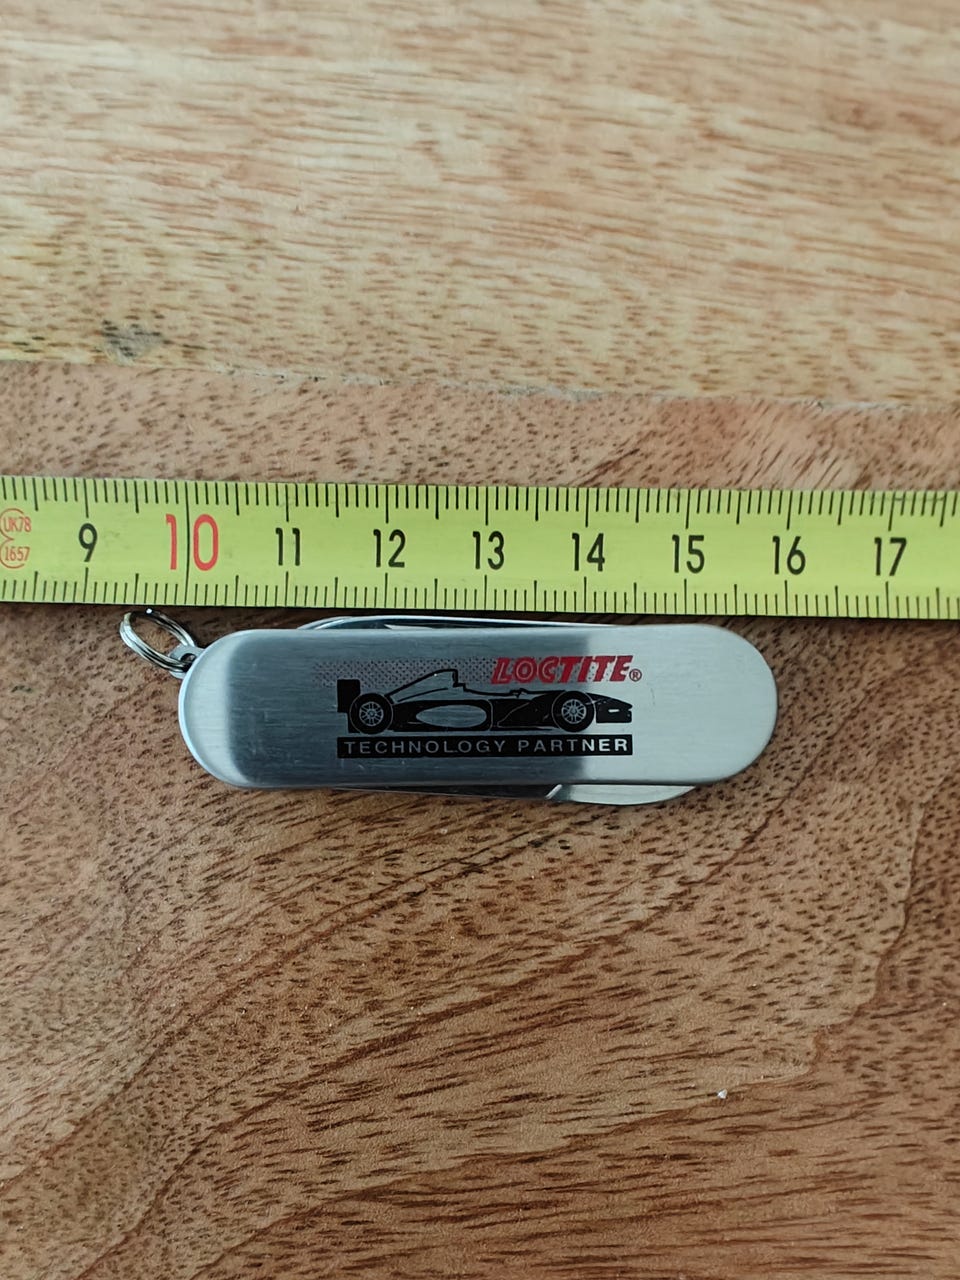 UK78
1657
9 10 11 12 13 14 15 16 17
LOCTITE®
TECHNOLOGY PARTNER